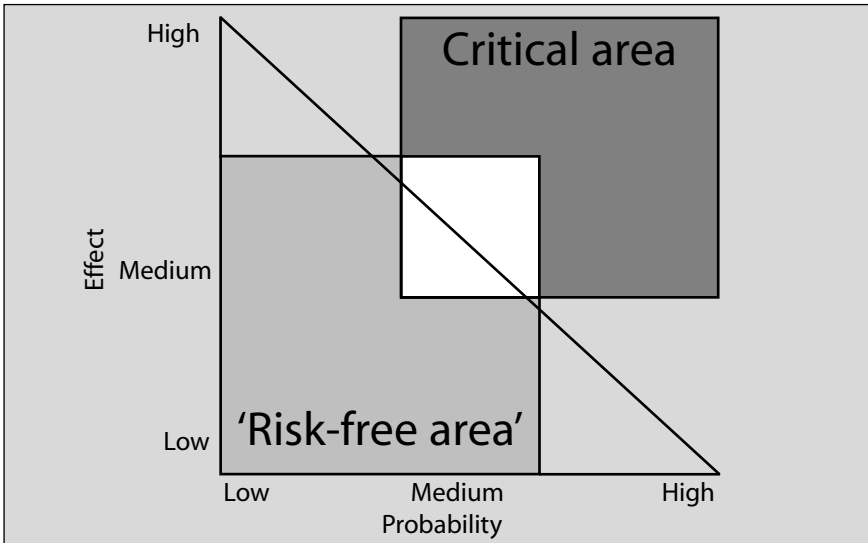 High
Critical area
Effect
Medium
Low
‘Risk-free area’
Low Medium High
Probability